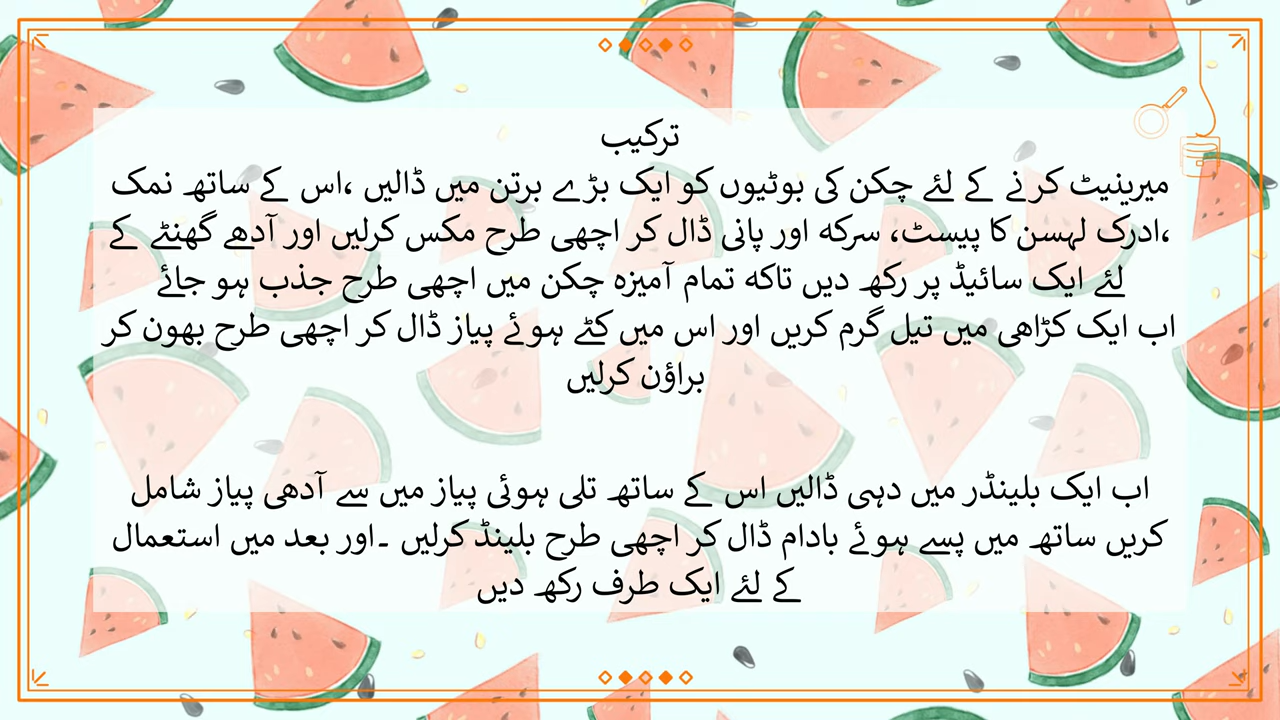 ترکیب
میرینیٹ کر نے کے لئے چکن کی بوٹیوں کو ایک بڑے برتن میں ڈالیں ،اس کے ساتھ نمک
،ادرک لہسن کا پیسٹ، سرکہ اور پانی ڈال کر اچھی طرح مکس کرلیں اور آدھے گھنٹے کے
لئے ایک سائیڈ پر رکھ دیں تاکہ تمام آمیزہ چکن میں اچھی طرح جذب ہو جائے
اب ایک کڑاھی میں تیل گرم کریں اور اس میں کٹے ہوئے پیاز ڈال کر اچھی طرح بھون کر
براؤن کرلیں
اب ایک بلینڈر میں دہی ڈالیں اس کے ساتھ تلی ہوئی پیاز میں سے آدھی پیاز شامل
کریں ساتھ میں پسے ہوئے بادام ڈال کر اچھی طرح بلینڈ کرلیں ۔اور بعد میں استعمال
کے لئے ایک طرف رکھ دیں